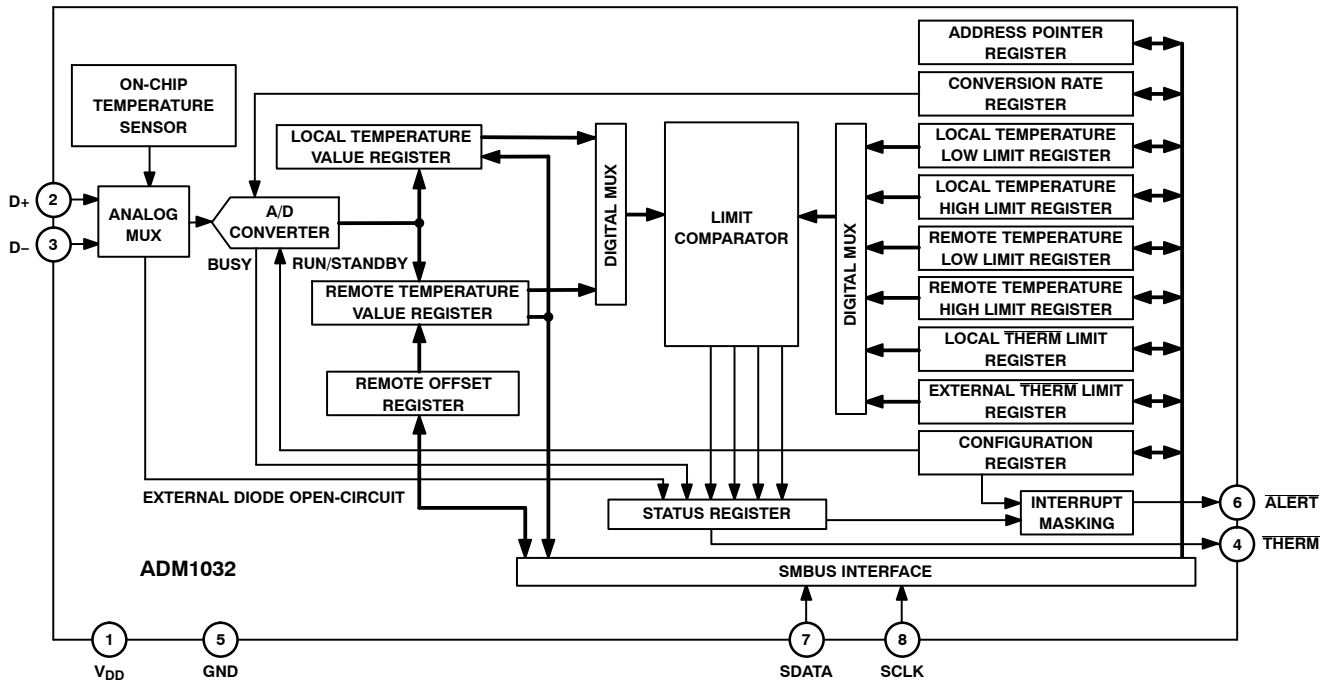 ADDRESS POINTER
REGISTER
ON-CHIP
TEMPERATURE
SENSOR
CONVERSION RATE
REGISTER
LOCAL TEMPERATURE
VALUE REGISTER
DIGITAL MUX
LIMIT
COMPARATOR
DIGITAL MUX
LOCAL TEMPERATURE
LOW LIMIT REGISTER
LOCAL TEMPERATURE
HIGH LIMIT REGISTER
REMOTE TEMPERATURE
LOW LIMIT REGISTER
REMOTE TEMPERATURE
HIGH LIMIT REGISTER
LOCAL THERM LIMIT
REGISTER
EXTERNAL THERM LIMIT
REGISTER
CONFIGURATION
REGISTER
D+
2
D−
3
ANALOG
MUX
A/D
CONVERTER
BUSY
RUN/STANDBY
REMOTE TEMPERATURE
VALUE REGISTER
REMOTE OFFSET
REGISTER
EXTERNAL DIODE OPEN-CIRCUIT
STATUS REGISTER
INTERRUPT
MASKING
6
ALERT
4
THERM
ADM1032
SMBUS INTERFACE
1
5
7
8
VDD
GND
SDATA
SCLK